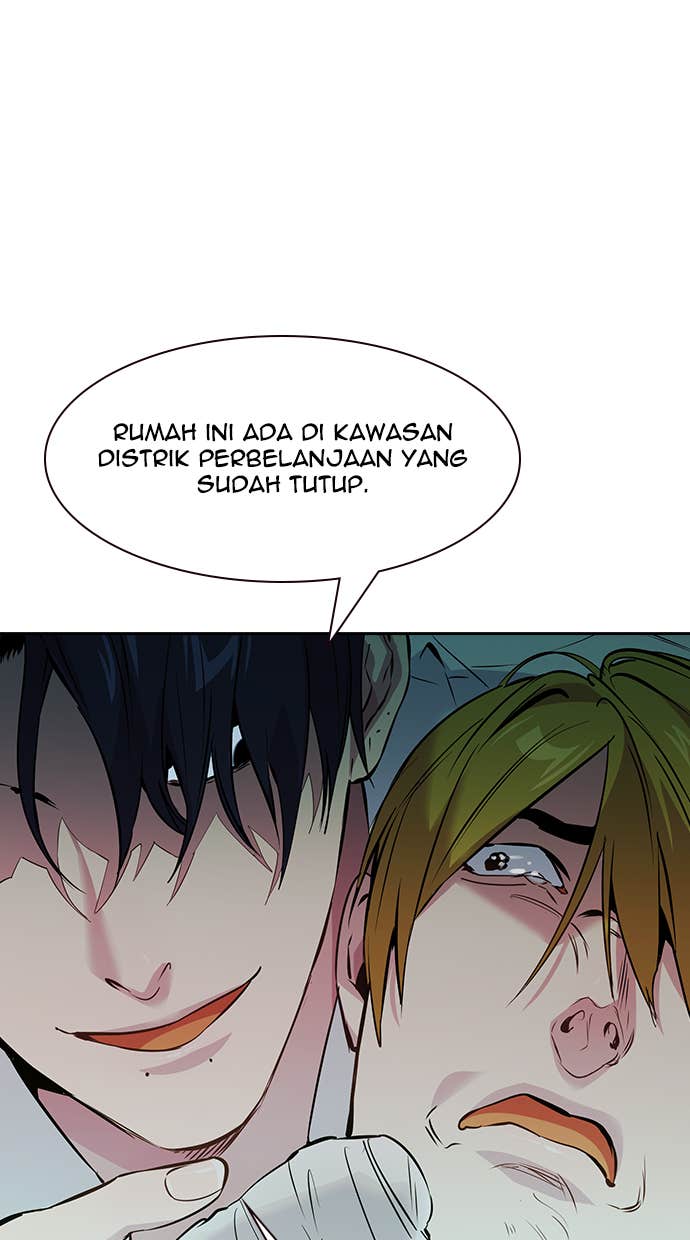 RUMAH INI ADA DI KAWASAN
DISTRIK PERBELANJAAN YANG
SUDAH TUTUP.